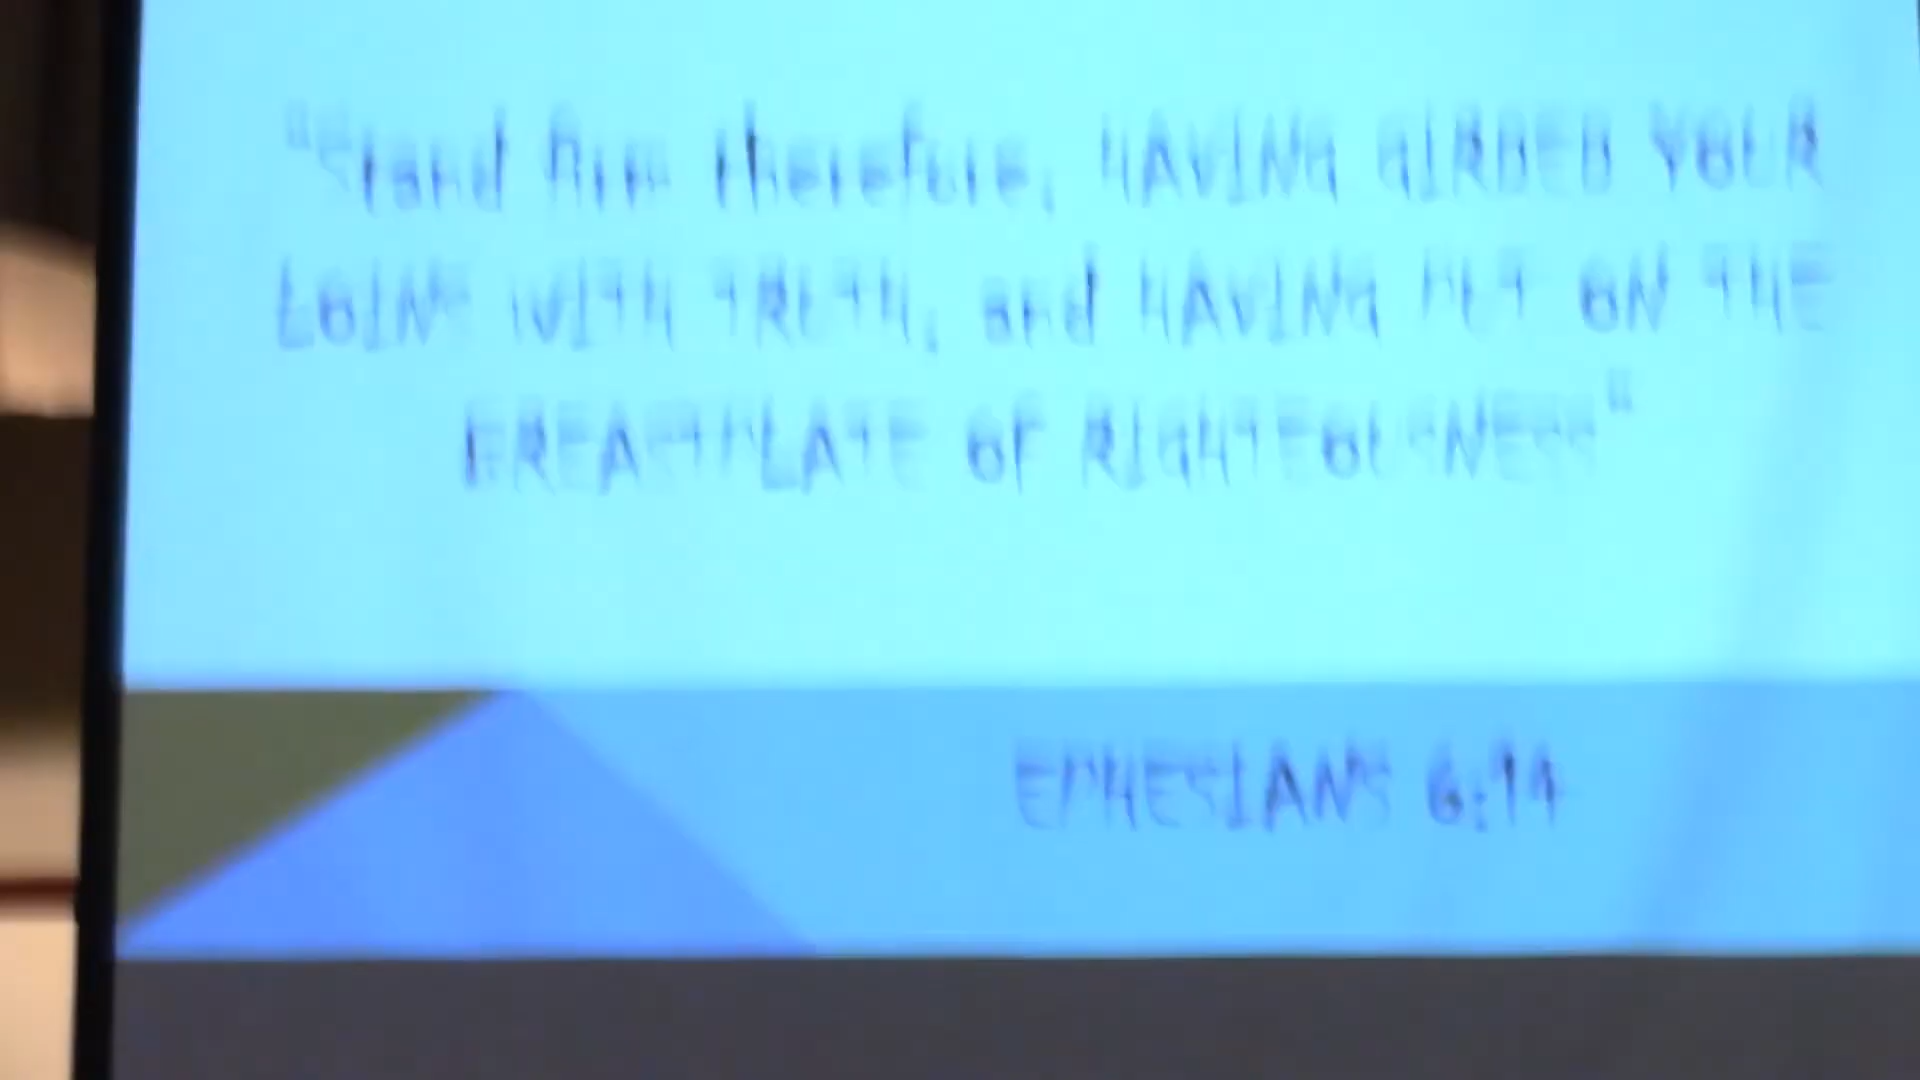 "Stand firm therefore, HAVING GIRDED YOUR
LOINS WITH TRUTH, and HAVING PUT ON THE
BREASTPLATE OF RIGHTEOUSNESS"
EPHESIANS 6:14